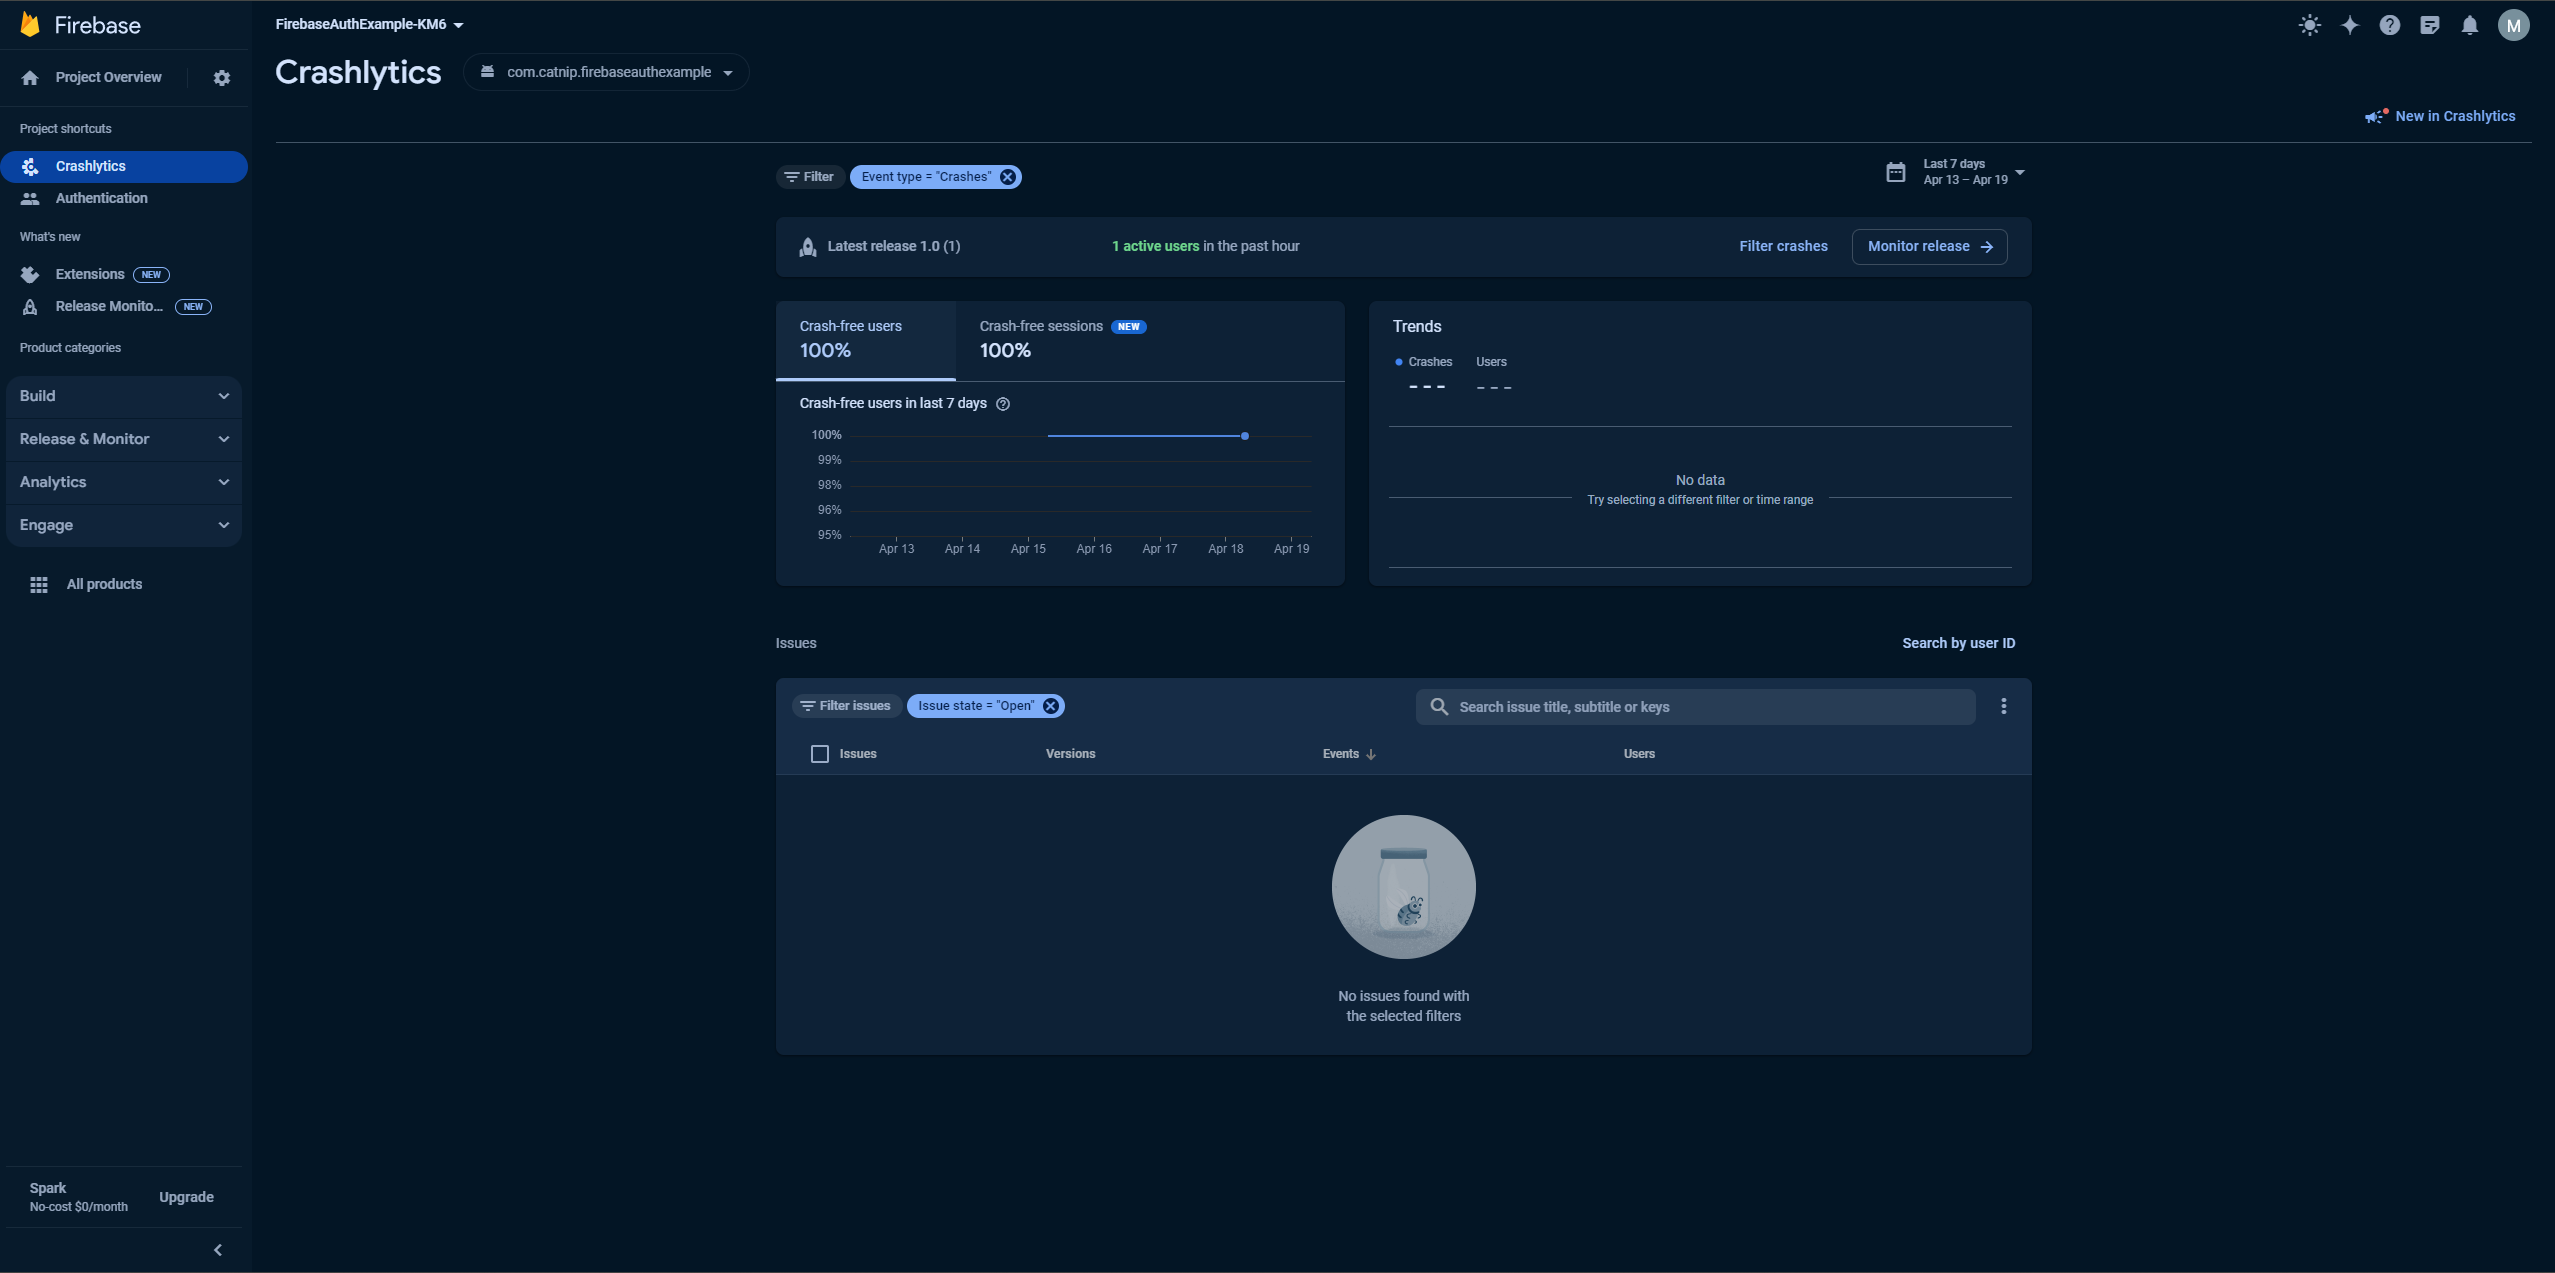 Firebase
Project Overview
Project shortcuts
Crashlytics
Authentication
What's new
Extensions NEW
Release Monito... NEW
Product categories
Build
Release & Monitor
Analytics
Engage
All products
Spark
No-cost $0/month
Upgrade
FirebaseAuthExample-KM6
M
Crashlytics com.catnip.firebaseauthexample
New in Crashlytics
Filter Event type = "Crashes"
Last 7 days
Apr 13 – Apr 19
Latest release 1.0 (1) 1 active users in the past hour Filter crashes Monitor release
Crash-free users
100%
Crash-free sessions NEW
100%
Crash-free users in last 7 days
100%
99%
98%
96%
95%
Apr 13 Apr 14 Apr 15 Apr 16 Apr 17 Apr 18 Apr 19
Trends
Crashes Users
--- ---
No data
Try selecting a different filter or time range
Issues Search by user ID
Filter issues Issue state = "Open" Search issue title, subtitle or keys
Issues Versions Events Users
No issues found with
the selected filters